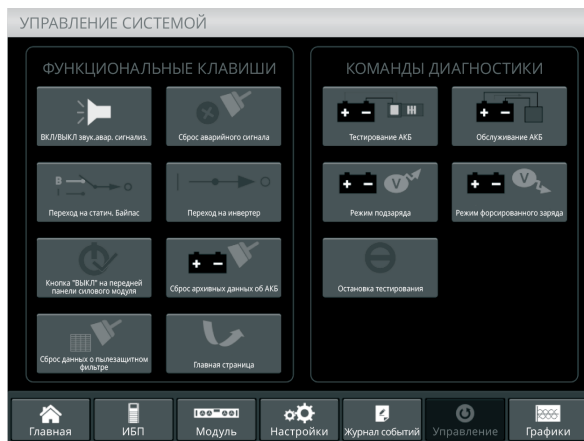 УПРАВЛЕНИЕ СИСТЕМОЙ
ФУНКЦИОНАЛЬНЫЕ КЛАВИШИ
ВКЛ/ВЫКЛ звук.авар. сигнализ.
Сброс аварийного сигнала
B
Переход на статич. Байпас
Переход на инвертер
Кнопка "ВЫКЛ" на передней
панели силового модуля
Сброс архивных данных об АКБ
Сброс данных о пылезащитном
фильтре
Главная страница
КОМАНДЫ ДИАГНОСТИКИ
Тестирование АКБ
Обслуживание АКБ
V
Режим подзаряда
V
Режим форсированного заряда
Остановка тестирования
Главная
ИБП
Модуль
Настройки
Журнал событий
Управление
Графики